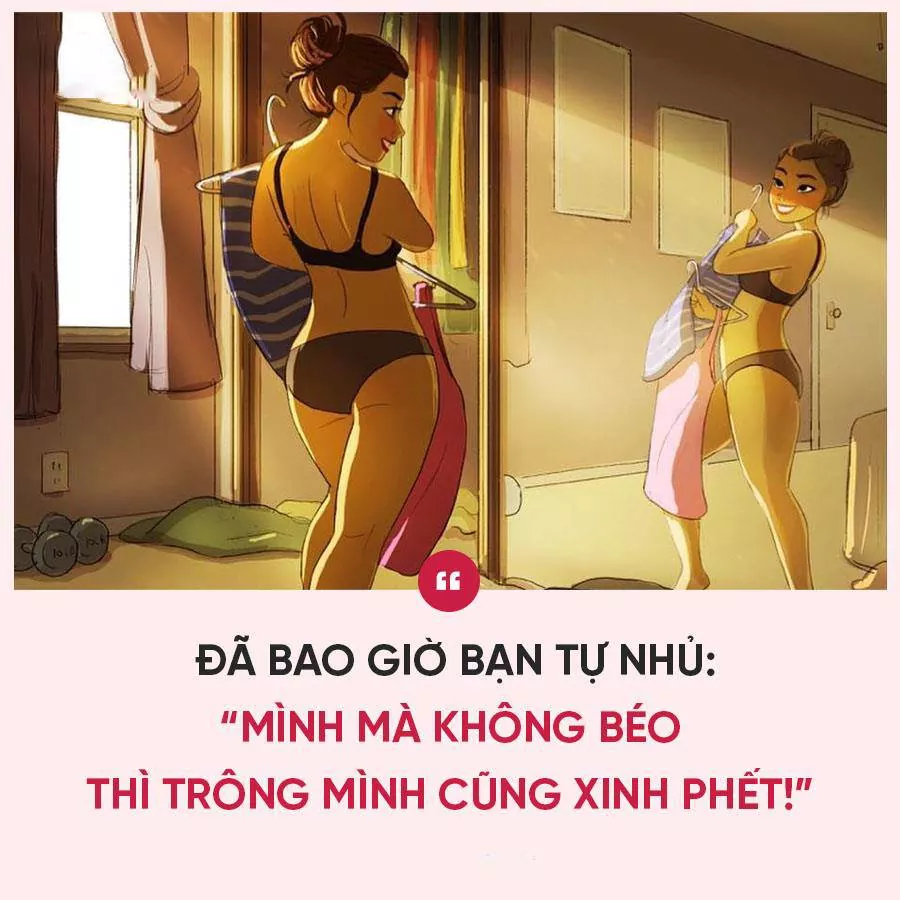 ĐÃ BAO GIỜ BẠN TỰ NHỦ:
“MÌNH MÀ KHÔNG BÉO
THÌ TRÔNG MÌNH CŨNG XINH PHẾT!”